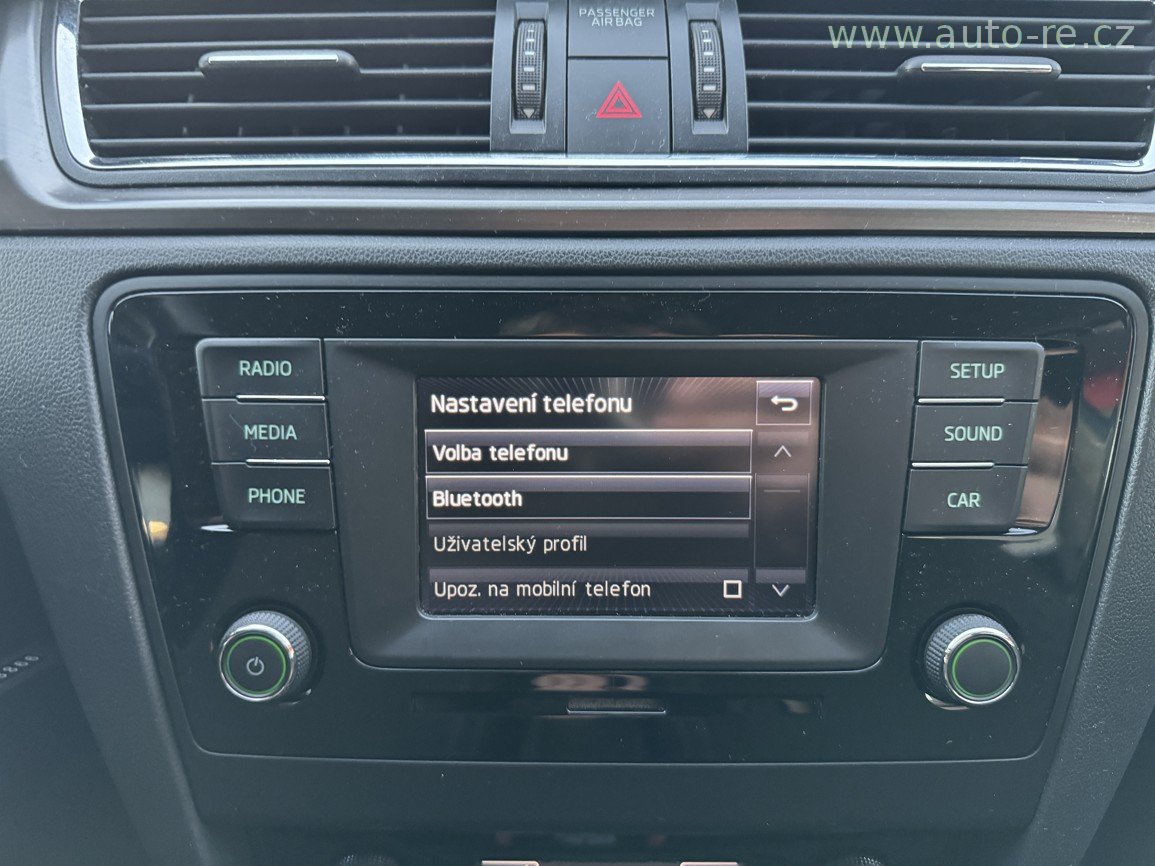 PASSENGER
AIR BAG
www.auto-re.cz
RADIO
MEDIA
PHONE
Nastavení telefonu
Volba telefonu
Bluetooth
Uživatelský profil
Upoz. na mobilní telefon
SETUP
SOUND
CAR